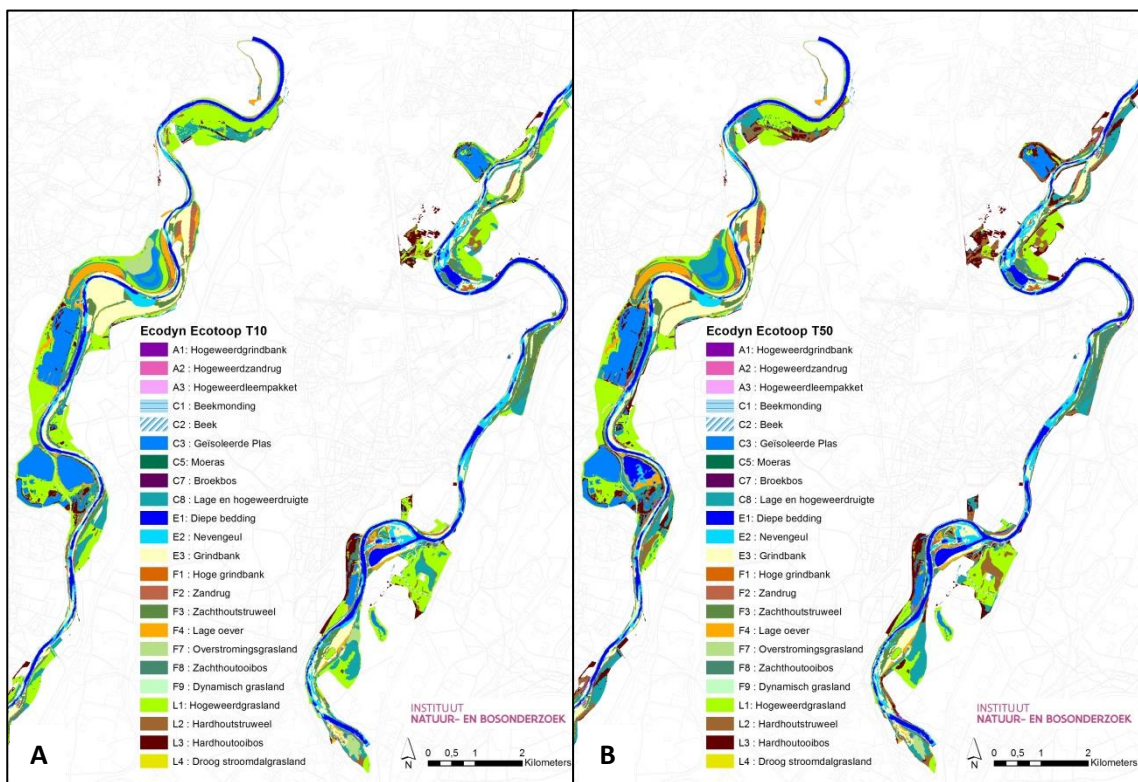 Ecodyn Ecotoop T10
A1: Hogeweerdgrindbank
A2: Hogeweerdzandrug
A3: Hogeweerdleempakket
C1 : Beekmonding
C2 : Beek
C3 : Geïsoleerde Plas
C5: Moeras
C7 : Broekbos
C8 : Lage en hogeweerdruigte
E1: Diepe bedding
E2 : Nevengeul
E3 : Grindbank
F1 : Hoge grindbank
F2 : Zandrug
F3 : Zachthoutstruweel
F4 : Lage oever
F7 : Overstromingsgrasland
F8 : Zachthoutooibos
F9 : Dynamisch grasland
L1: Hogeweerdgrasland
L2 : Hardhoutstruweel
L3 : Hardhoutooibos
L4 : Droog stroomdalgrasland
INSTITUUT
NATUUR- EN BOSONDERZOEK
A
N
0 0.5 1 2
Kilometers
Ecodyn Ecotoop T50
A1: Hogeweerdgrindbank
A2: Hogeweerdzandrug
A3: Hogeweerdleempakket
C1 : Beekmonding
C2 : Beek
C3 : Geïsoleerde Plas
C5: Moeras
C7 : Broekbos
C8 : Lage en hogeweerdruigte
E1: Diepe bedding
E2 : Nevengeul
E3 : Grindbank
F1 : Hoge grindbank
F2 : Zandrug
F3 : Zachthoutstruweel
F4 : Lage oever
F7 : Overstromingsgrasland
F8 : Zachthoutooibos
F9 : Dynamisch grasland
L1: Hogeweerdgrasland
L2 : Hardhoutstruweel
L3 : Hardhoutooibos
L4 : Droog stroomdalgrasland
INSTITUUT
NATUUR- EN BOSONDERZOEK
B
N
0 0.5 1 2
Kilometers